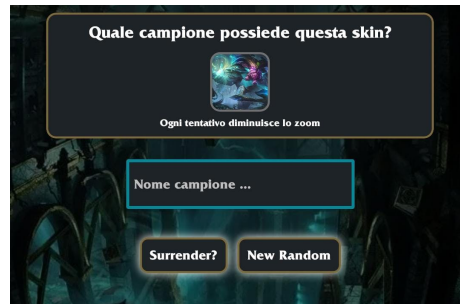 Quale campione possiede questa skin?
Ogni tentativo diminuisce lo zoom
Nome campione ...
Surrender? New Random